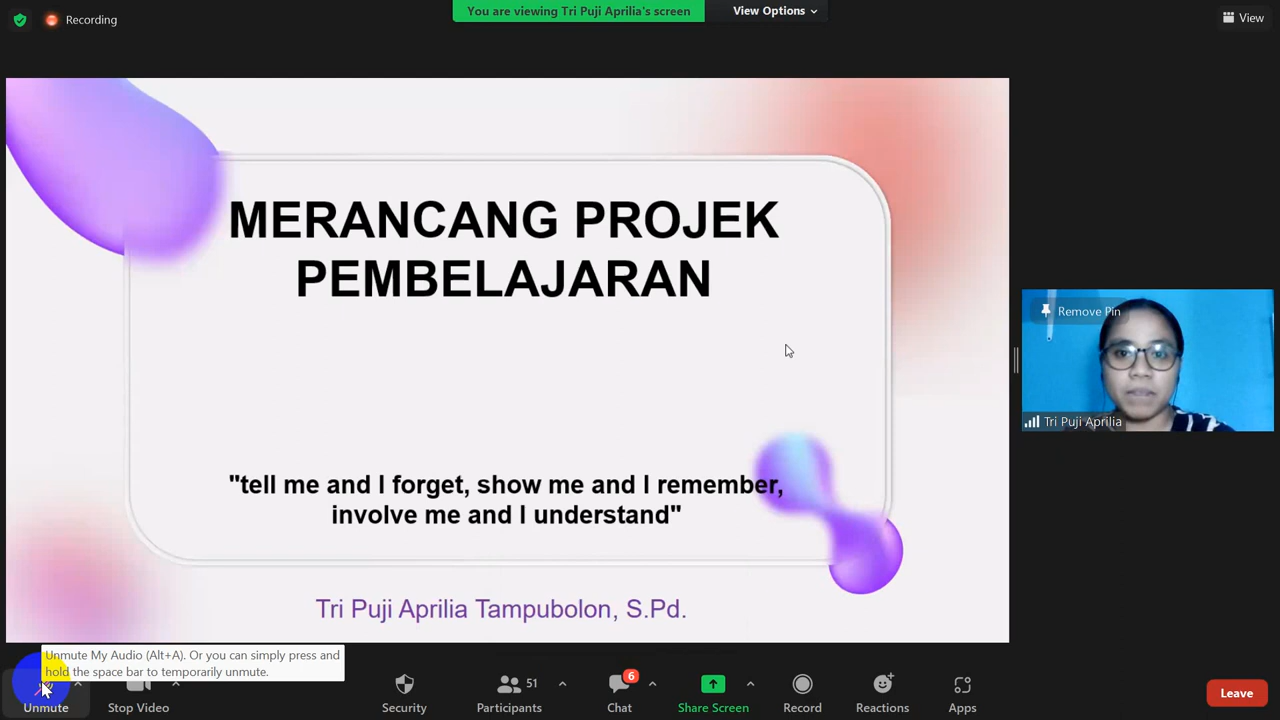 Recording
You are viewing Tri Puji Aprilia's screen
View Options
View
MERANCANG PROJEK
PEMBELAJARAN
"tell me and I forget, show me and I remember,
involve me and I understand"
Tri Puji Aprilia Tampubolon, S.Pd.
Remove Pin
Tri Puji Aprilia
Unmute My Audio (Alt+A). Or you can simply press and
hold the space bar to temporarily unmute.
Unmute
Stop Video
Security
51
Participants
6
Chat
Share Screen
Record
Reactions
Apps
Leave